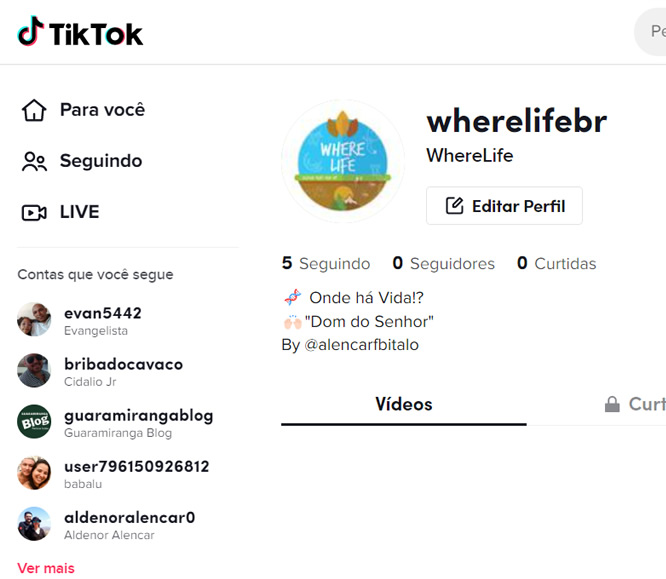 TikTok
Pe
Para você
Seguindo
LIVE
Contas que você segue
evan5442
Evangelista
bribadocavaco
Cidalio Jr
guaramirangablog
Guaramiranga Blog
user796150926812
babalu
aldenoralencar0
Aldenor Alencar
Ver mais
WHERE
LIFE
wherelifebr
WhereLife
Editar Perfil
5 Seguindo 0 Seguidores 0 Curtidas
🧬 Onde há Vida!?
🙌🏻"Dom do Senhor"
By @alencarfbitalo
Vídeos
Curt
Blog